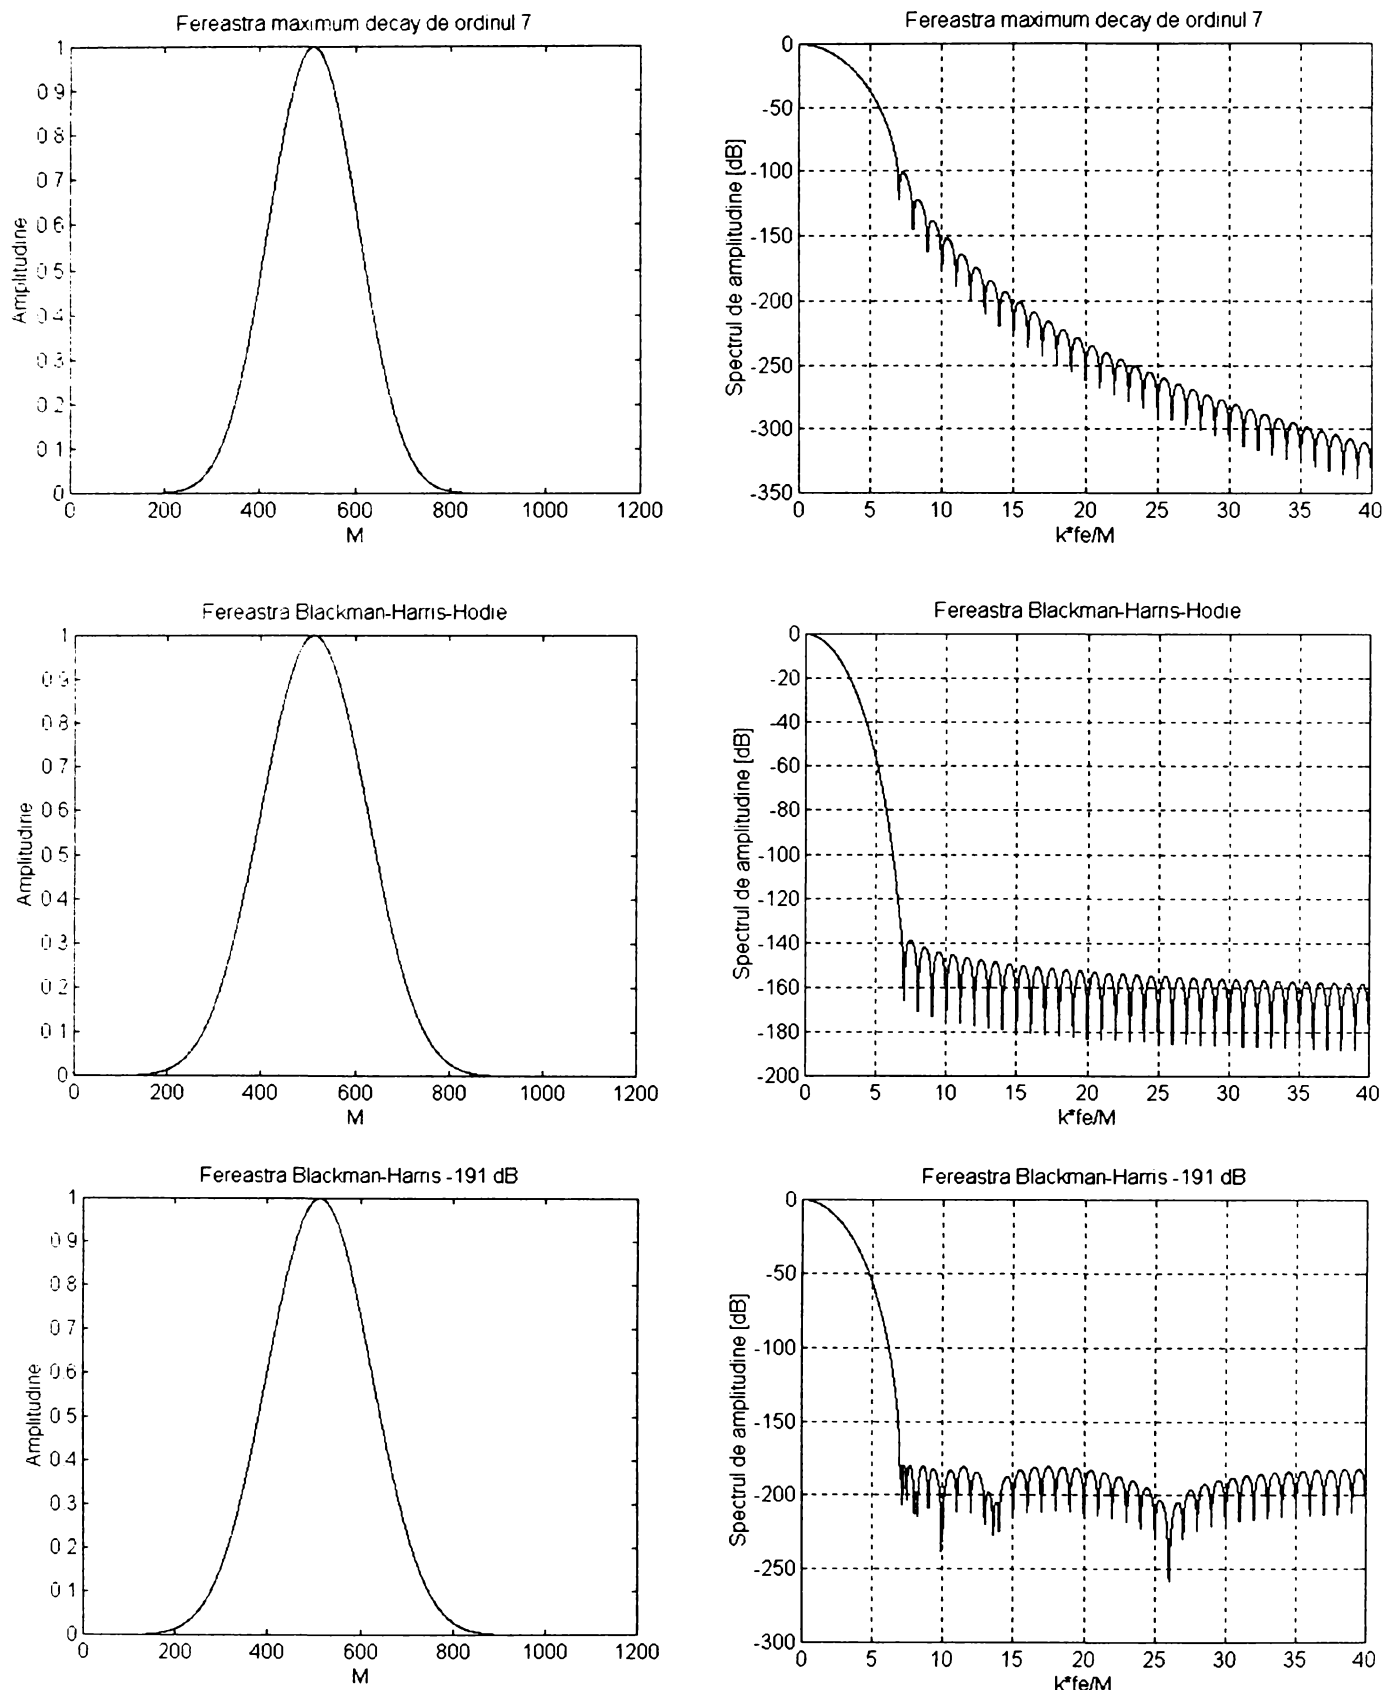 Fereastra maximum decay de ordinul 7
1
0.9
0.8
0.7
0.6
0.5
0.4
0.3
0.2
0.1
0
Amplitudine
0 200 400 600 800 1000 1200
M
Fereastra maximum decay de ordinul 7
0
-50
-100
-150
-200
-250
-300
-350
Spectrul de amplitudine [dB]
0 5 10 15 20 25 30 35 40
k*fe/M
Fereastra Blackman-Harris-Hodie
1
0.9
0.8
0.7
0.6
0.5
0.4
0.3
0.2
0.1
0
Amplitudine
0 200 400 600 800 1000 1200
M
Fereastra Blackman-Harris-Hodie
0
-20
-40
-60
-80
-100
-120
-140
-160
-180
-200
Spectrul de amplitudine [dB]
0 5 10 15 20 25 30 35 40
k*fe/M
Fereastra Blackman-Harris -191 dB
1
0.9
0.8
0.7
0.6
0.5
0.4
0.3
0.2
0.1
0
Amplitudine
0 200 400 600 800 1000 1200
M
Fereastra Blackman-Harris -191 dB
0
-50
-100
-150
-200
-250
-300
Spectrul de amplitudine [dB]
0 5 10 15 20 25 30 35 40
k*fe/M